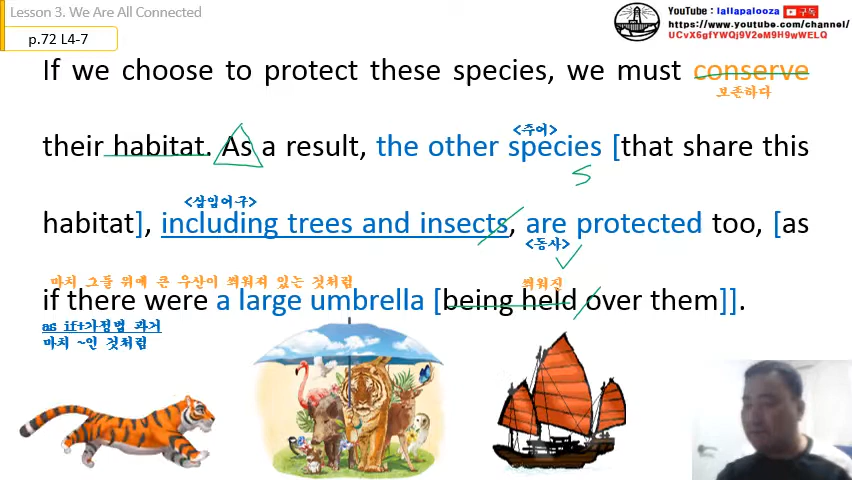 Lesson 3. We Are All Connected
p.72 L4-7
YouTube : lallapalooza 구독
https://www.youtube.com/channel/
UCvX6gfYWQj9V2eM9H9wWELQ
If we choose to protect these species, we must conserve
보존하다
their habitat. As a result, the other species [that share this
<주어>
S
<삽입어구>
habitat], including trees and insects, are protected too, [as
<동사>
마치 그들 위에 큰 우산이 씌워져 있는 것처럼
씌워진
if there were a large umbrella [being held over them]].
as if+가정법 과거
마치 ~인 것처럼